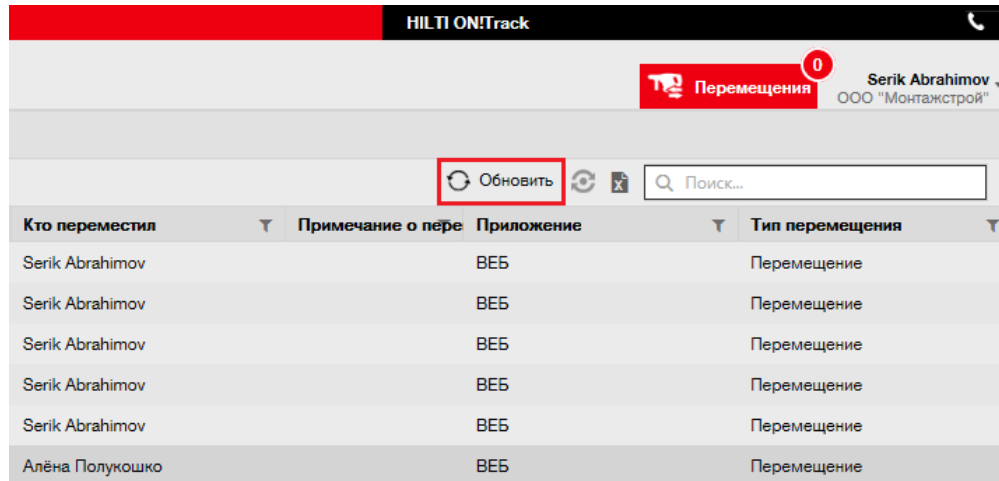 HILTI ON!Track
0
Перемещения
Serik Abrahimov
ООО "Монтажстрой"
Обновить
Поиск...
Кто переместил Примечание о пере Приложение Тип перемещения
Serik Abrahimov ВЕБ Перемещение
Serik Abrahimov ВЕБ Перемещение
Serik Abrahimov ВЕБ Перемещение
Serik Abrahimov ВЕБ Перемещение
Serik Abrahimov ВЕБ Перемещение
Алёна Полукошко ВЕБ Перемещение